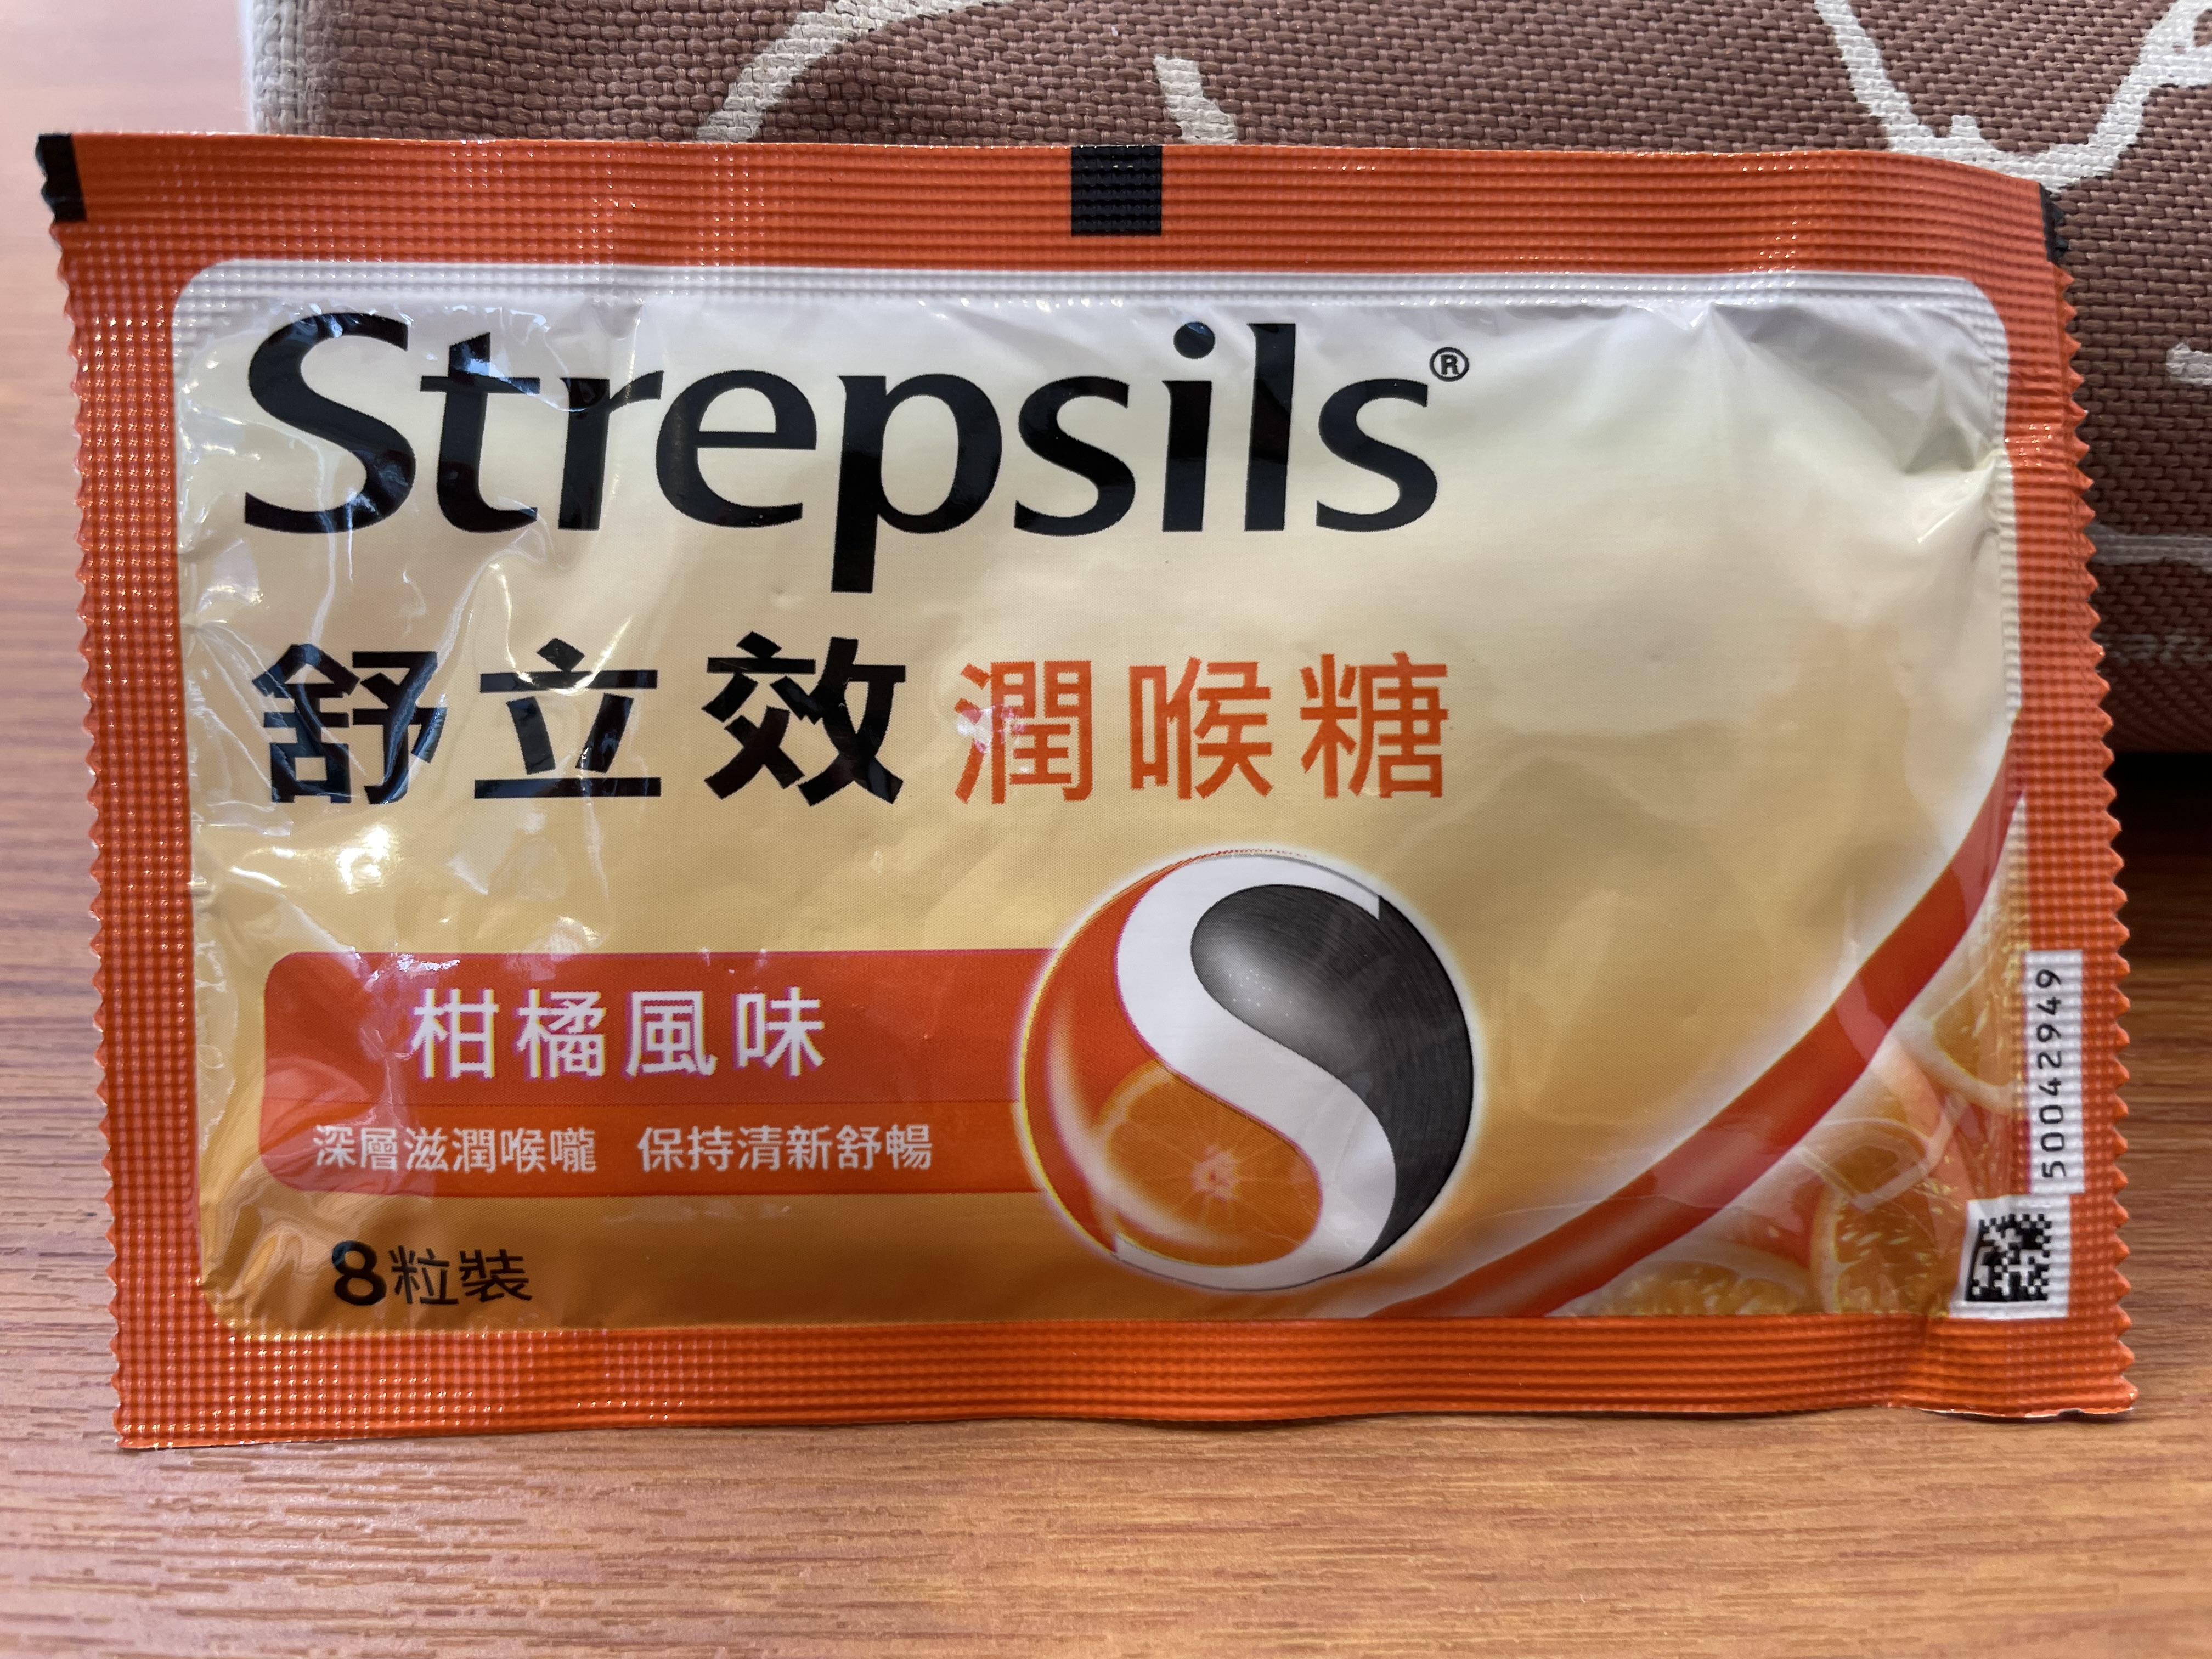 Strepsils®
舒立效 潤喉糖
柑橘風味
深層滋潤喉嚨 保持清新舒暢
8粒裝
50042949